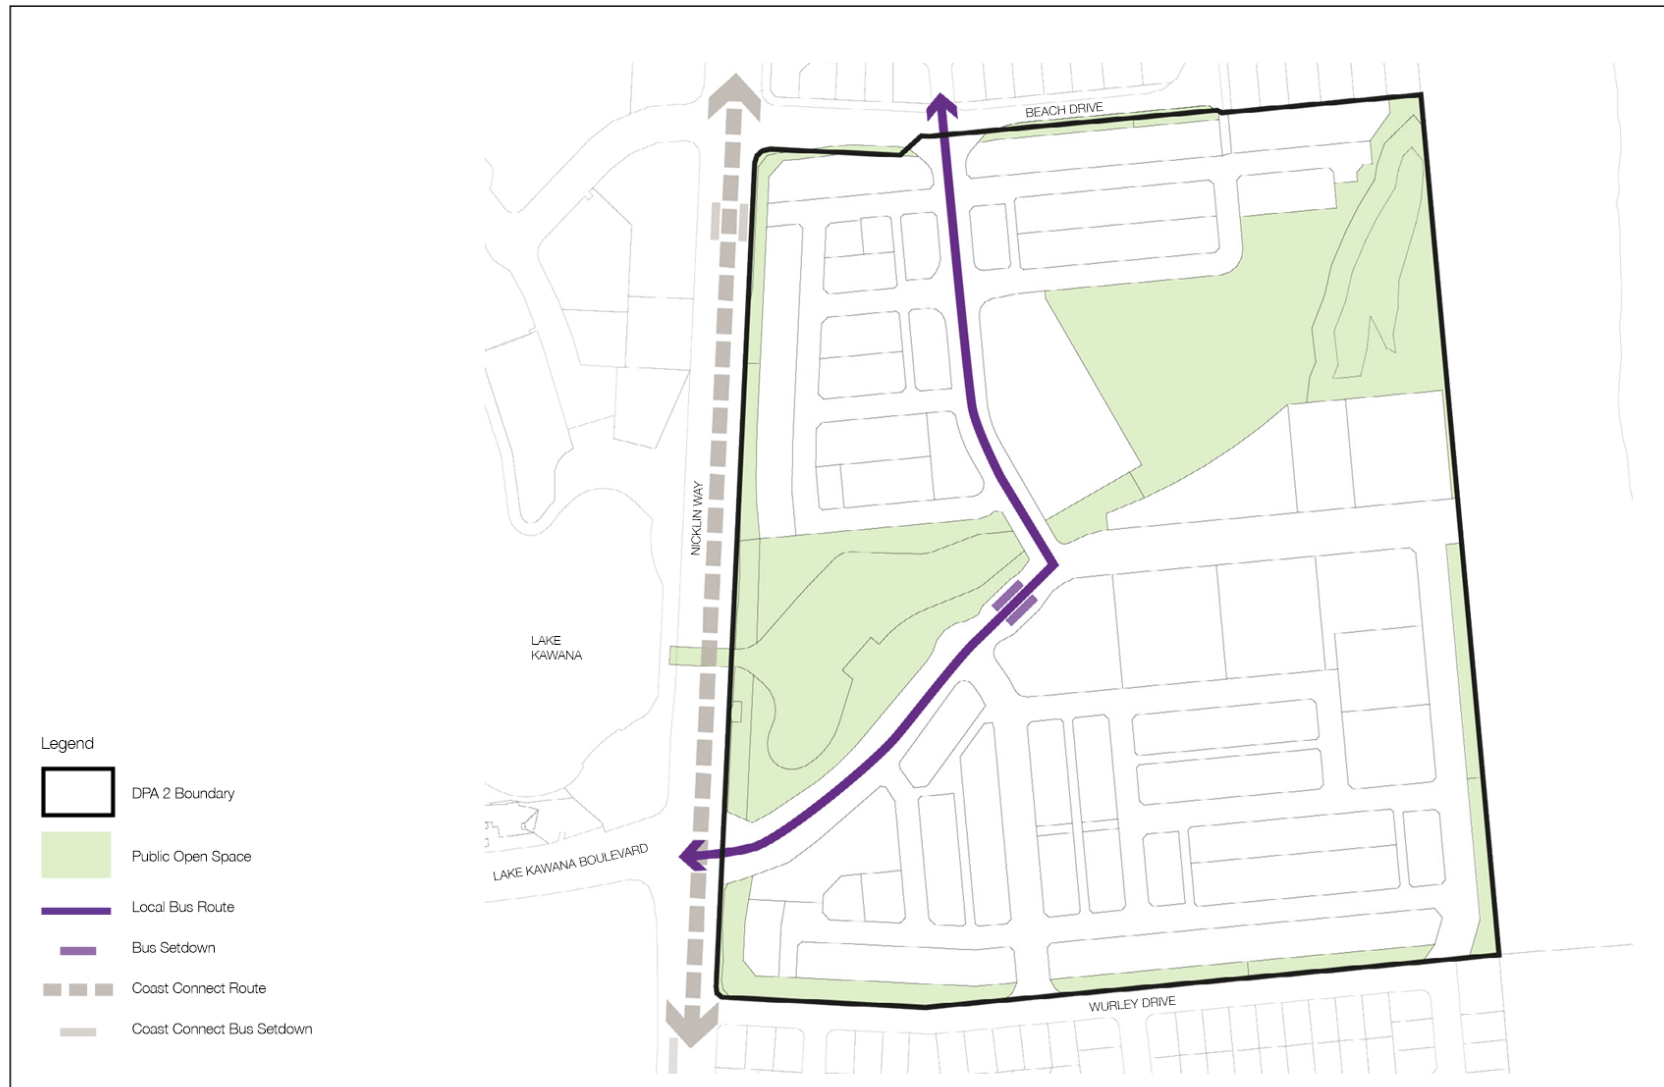 BEACH DRIVE
NICKLIN WAY
LAKE
KAWANA
LAKE KAWANA BOULEVARD
WURLEY DRIVE
Legend
DPA 2 Boundary
Public Open Space
Local Bus Route
Bus Setdown
Coast Connect Route
Coast Connect Bus Setdown